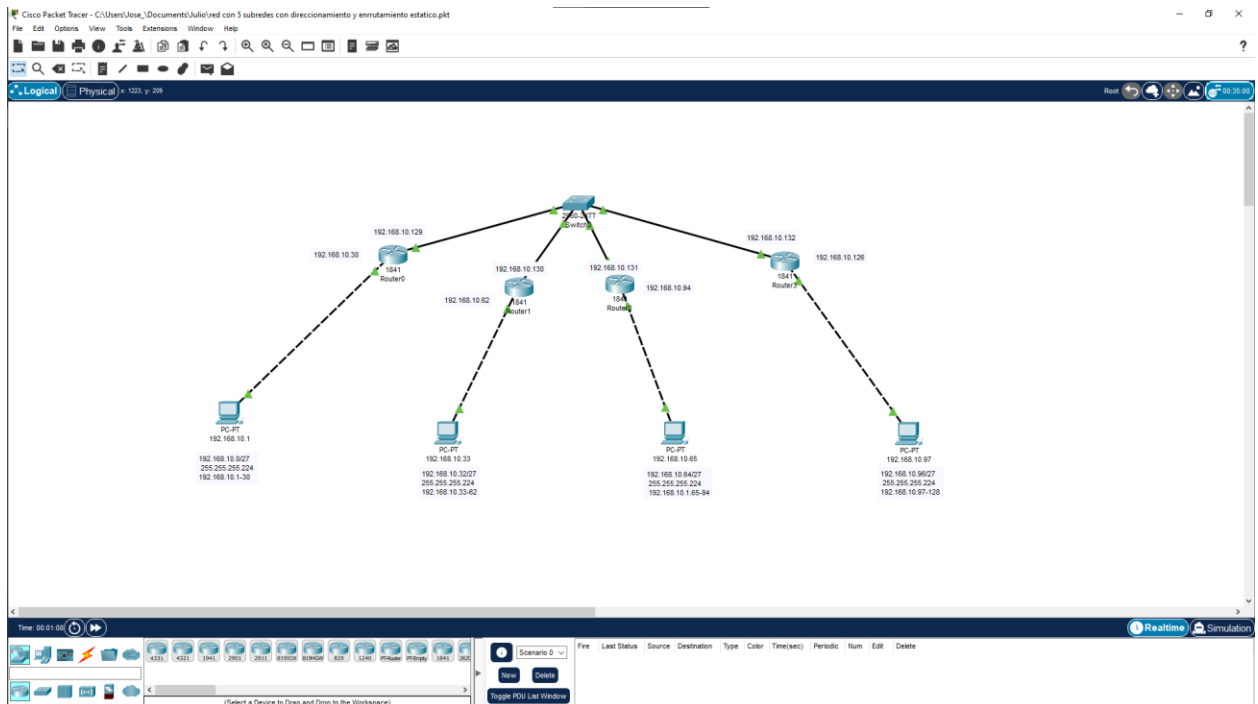 Cisco Packet Tracer - C:\Users\Jose_\Documents\Julio\red con 5 subredes con direccionamiento y enrrutamiento estatico.pkt
File Edit Options View Tools Extensions Window Help
?
Logical Physical x: 1223, y: 209 Root 00:35:00
2960-24TT
Switch0
192.168.10.129
192.168.10.30
1841
Router0
192.168.10.130
192.168.10.62
1841
Router1
192.168.10.131
192.168.10.94
1841
192.168.10.132
192.168.10.126
1841
Router3
PC-PT
192.168.10.1
192.168.10.0/27
255.255.255.224
192.168.10.1-30
PC-PT
192.168.10.33
192.168.10.32/27
255.255.255.224
192.168.10.33-62
PC-PT
192.168.10.65
192.168.10.64/27
255.255.255.224
192.168.10.1.65-94
PC-PT
192.168.10.97
192.168.10.96/27
255.255.255.224
192.168.10.97-128
Time: 00:01:08 Realtime Simulation
4331 4321 1941 2901 2911 819IOX 819HGW 829 1240 PT-Router PT-Empty 1841
(Select a Device to Drag and Drop to the Workspace)
Scenario 0
New Delete
Toggle PDU List Window
Fire Last Status Source Destination Type Color Time(sec) Periodic Num Edit Delete